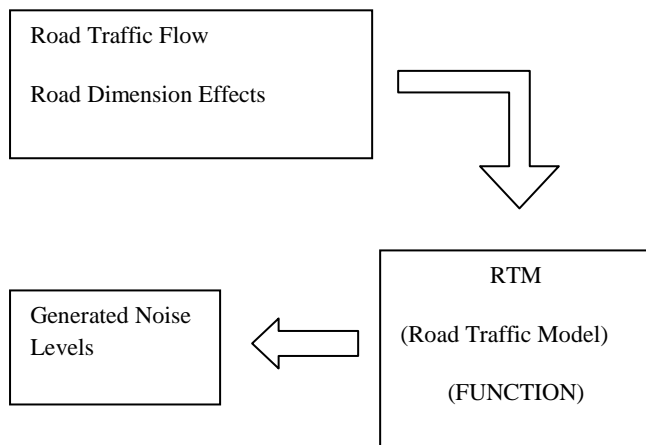 Road Traffic Flow
Road Dimension Effects
RTM
(Road Traffic Model)
(FUNCTION)
Generated Noise
Levels